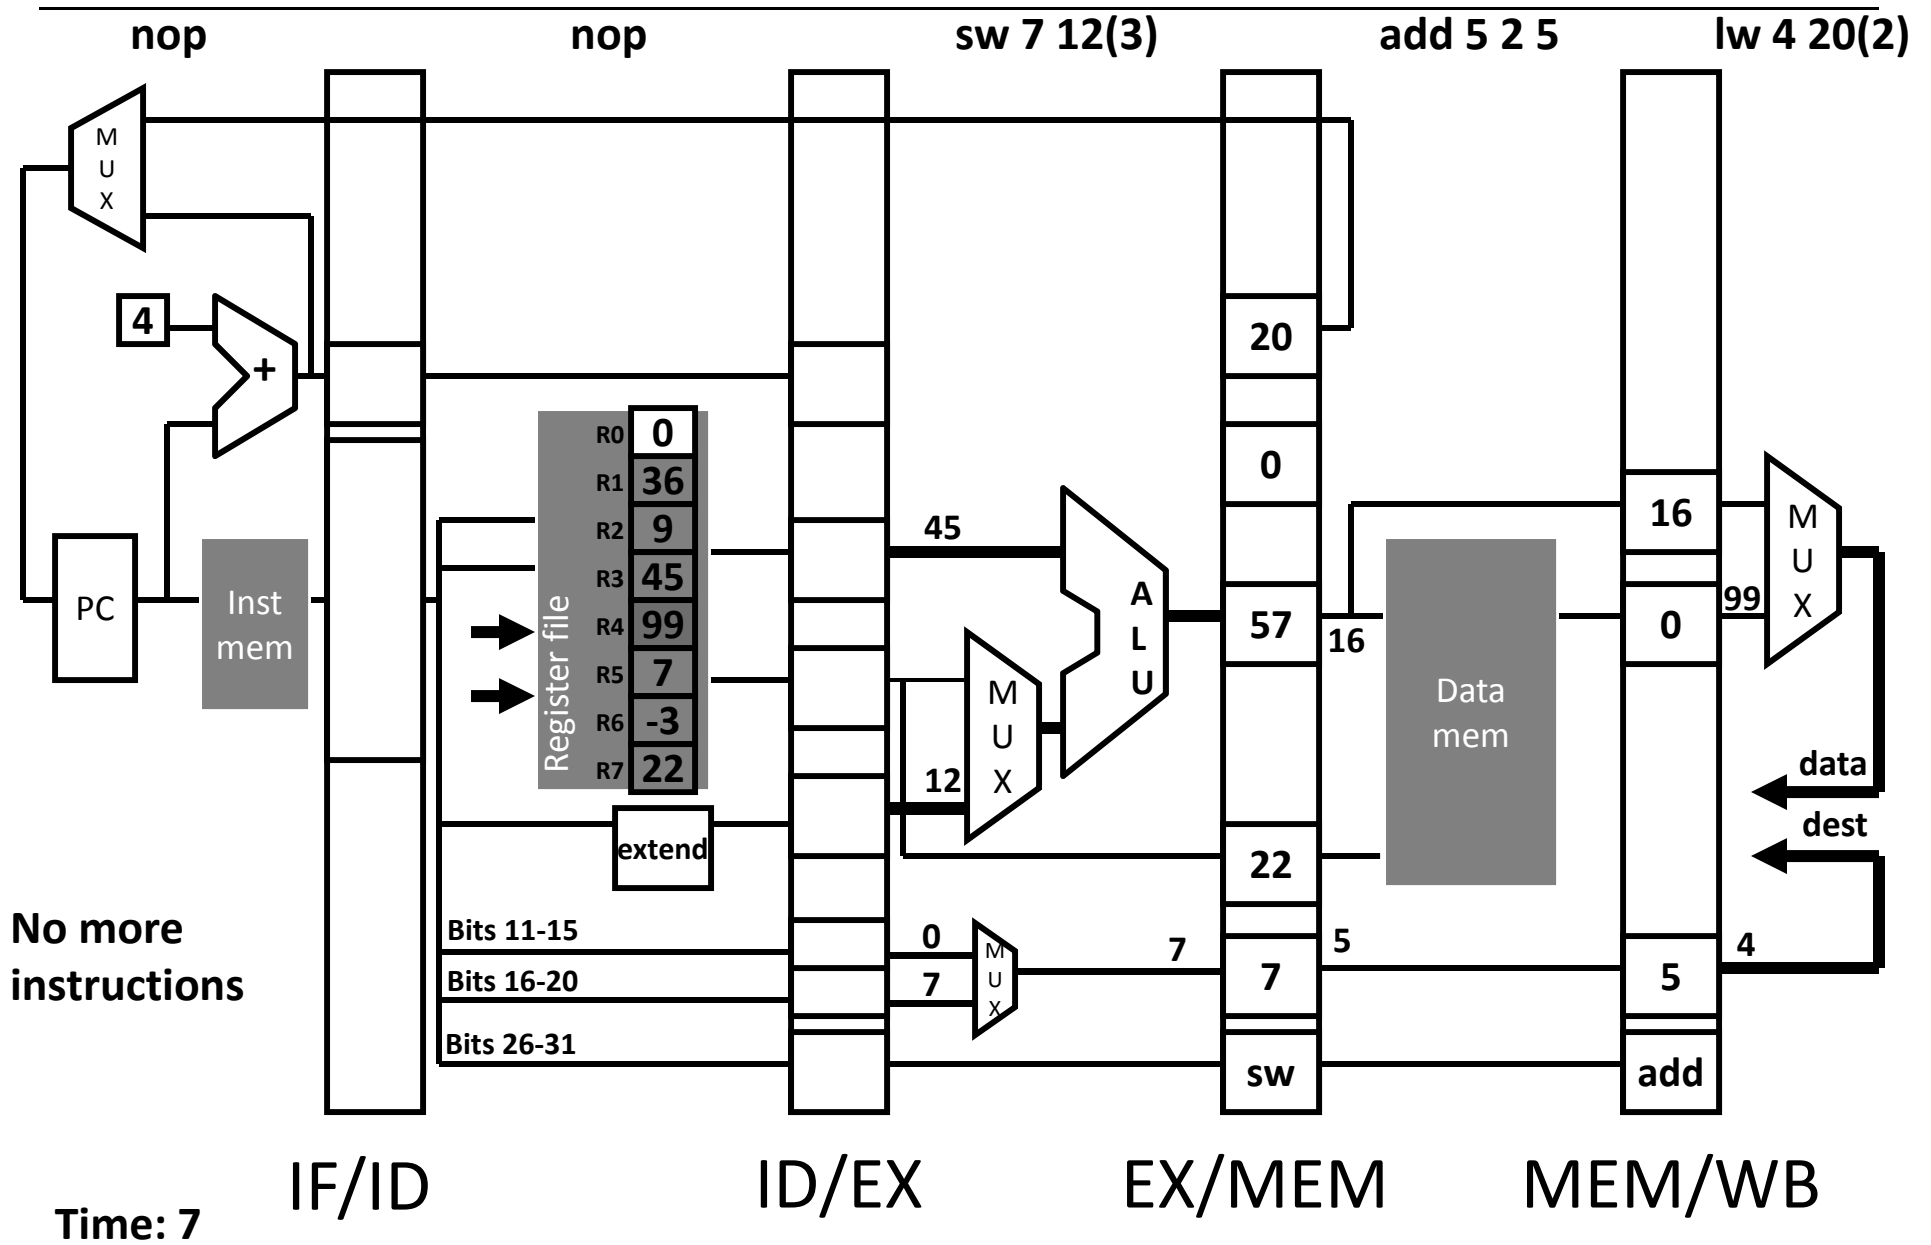 nop
nop
sw 7 12(3)
add 5 2 5
lw 4 20(2)
M
U
X
4
+
PC
Inst
mem
Register file
R0 0
R1 36
R2 9
R3 45
R4 99
R5 7
R6 -3
R7 22
extend
Bits 11-15
Bits 16-20
Bits 26-31
45
12
M
U
X
A
L
U
0
7
M
U
X
7
20
0
57
22
7
sw
16
5
Data
mem
16
0
5
add
99
4
M
U
X
data
dest
No more
instructions
IF/ID
ID/EX
EX/MEM
MEM/WB
Time: 7